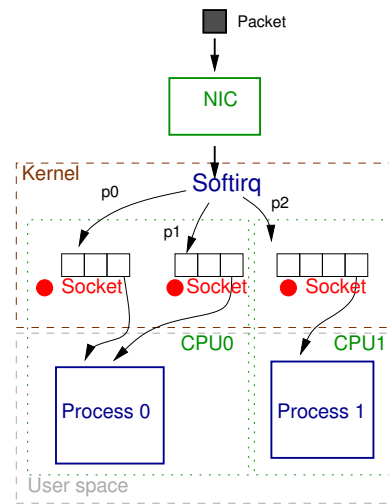 Packet
NIC
Kernel
Softirq
p0
p1
p2
Socket
Socket
Socket
CPU0
CPU1
Process 0
Process 1
User space